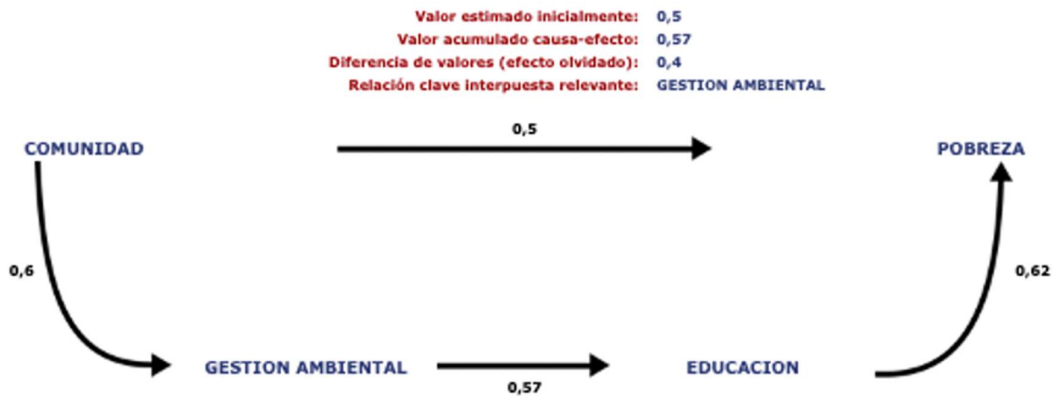 Valor estimado inicialmente: 0,5
Valor acumulado causa-efecto: 0,57
Diferencia de valores (efecto olvidado): 0,4
Relación clave interpuesta relevante: GESTION AMBIENTAL
0,5
COMUNIDAD
POBREZA
0,6
0,62
GESTION AMBIENTAL
EDUCACION
0,57